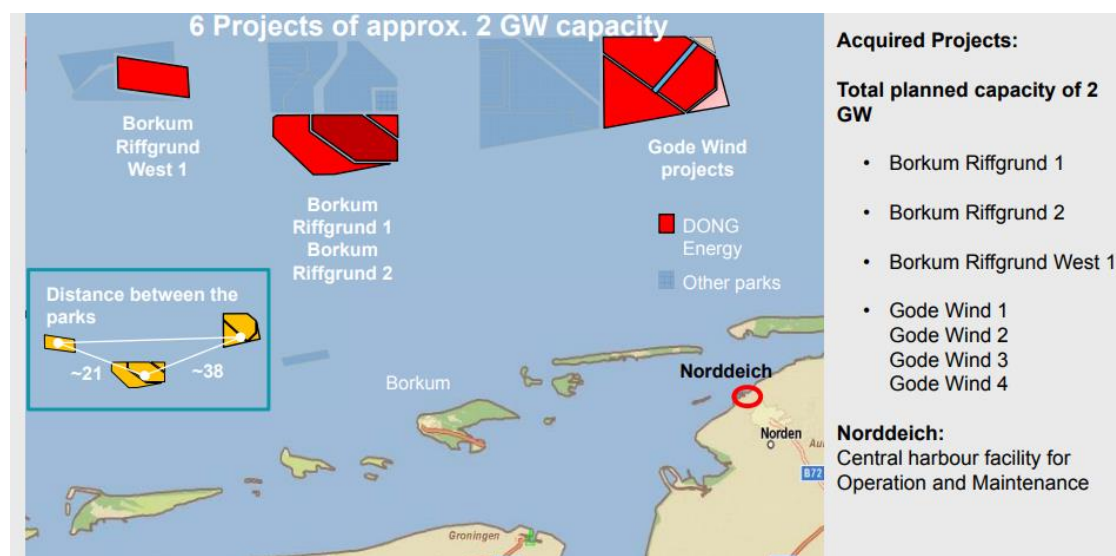 6 Projects of approx. 2 GW capacity
Borkum
Riffgrund
West 1
Borkum
Riffgrund 1
Borkum
Riffgrund 2
Gode Wind
projects
DONG
Energy
Other parks
Distance between the
parks
~21
~38
Borkum
Norddeich
Norden
Au
B72
Groningen
Acquired Projects:
Total planned capacity of 2
GW
• Borkum Riffgrund 1
• Borkum Riffgrund 2
• Borkum Riffgrund West 1
• Gode Wind 1
Gode Wind 2
Gode Wind 3
Gode Wind 4
Norddeich:
Central harbour facility for
Operation and Maintenance